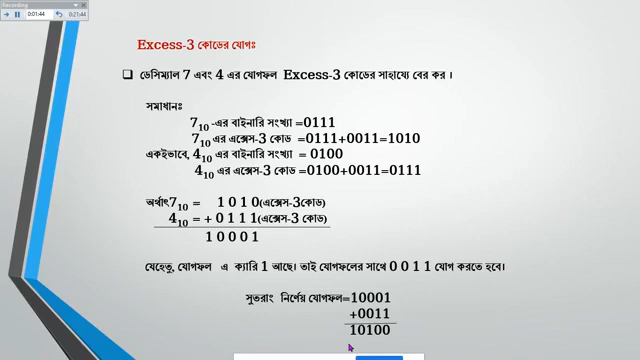 Recording
0:01:44
0:21:44
Excess-3 কোডের যোগঃ
ডেসিম্যাল 7 এবং 4 এর যোগফল Excess-3 কোডের সাহায্যে বের কর ।
সমাধানঃ
7₁₀ -এর বাইনারি সংখ্যা =0111
7₁₀ এর এক্সেস-3 কোড =0111+0011=1010
একইভাবে, 4₁₀ এর বাইনারি সংখ্যা = 0100
4₁₀ এর এক্সেস-3 কোড =0100+0011=0111
অর্থাৎ 7₁₀ = 1 0 1 0(এক্সেস-3কোড)
4₁₀ = + 0 1 1 1(এক্সেস-3 কোড)
1 0 0 0 1
যেহেতু, যোগফল এ ক্যারি 1 আছে। তাই যোগফলের সাথে 0 0 1 1 যোগ করতে হবে।
সুতরাং নির্ণেয় যোগফল=10001
+0011
10100